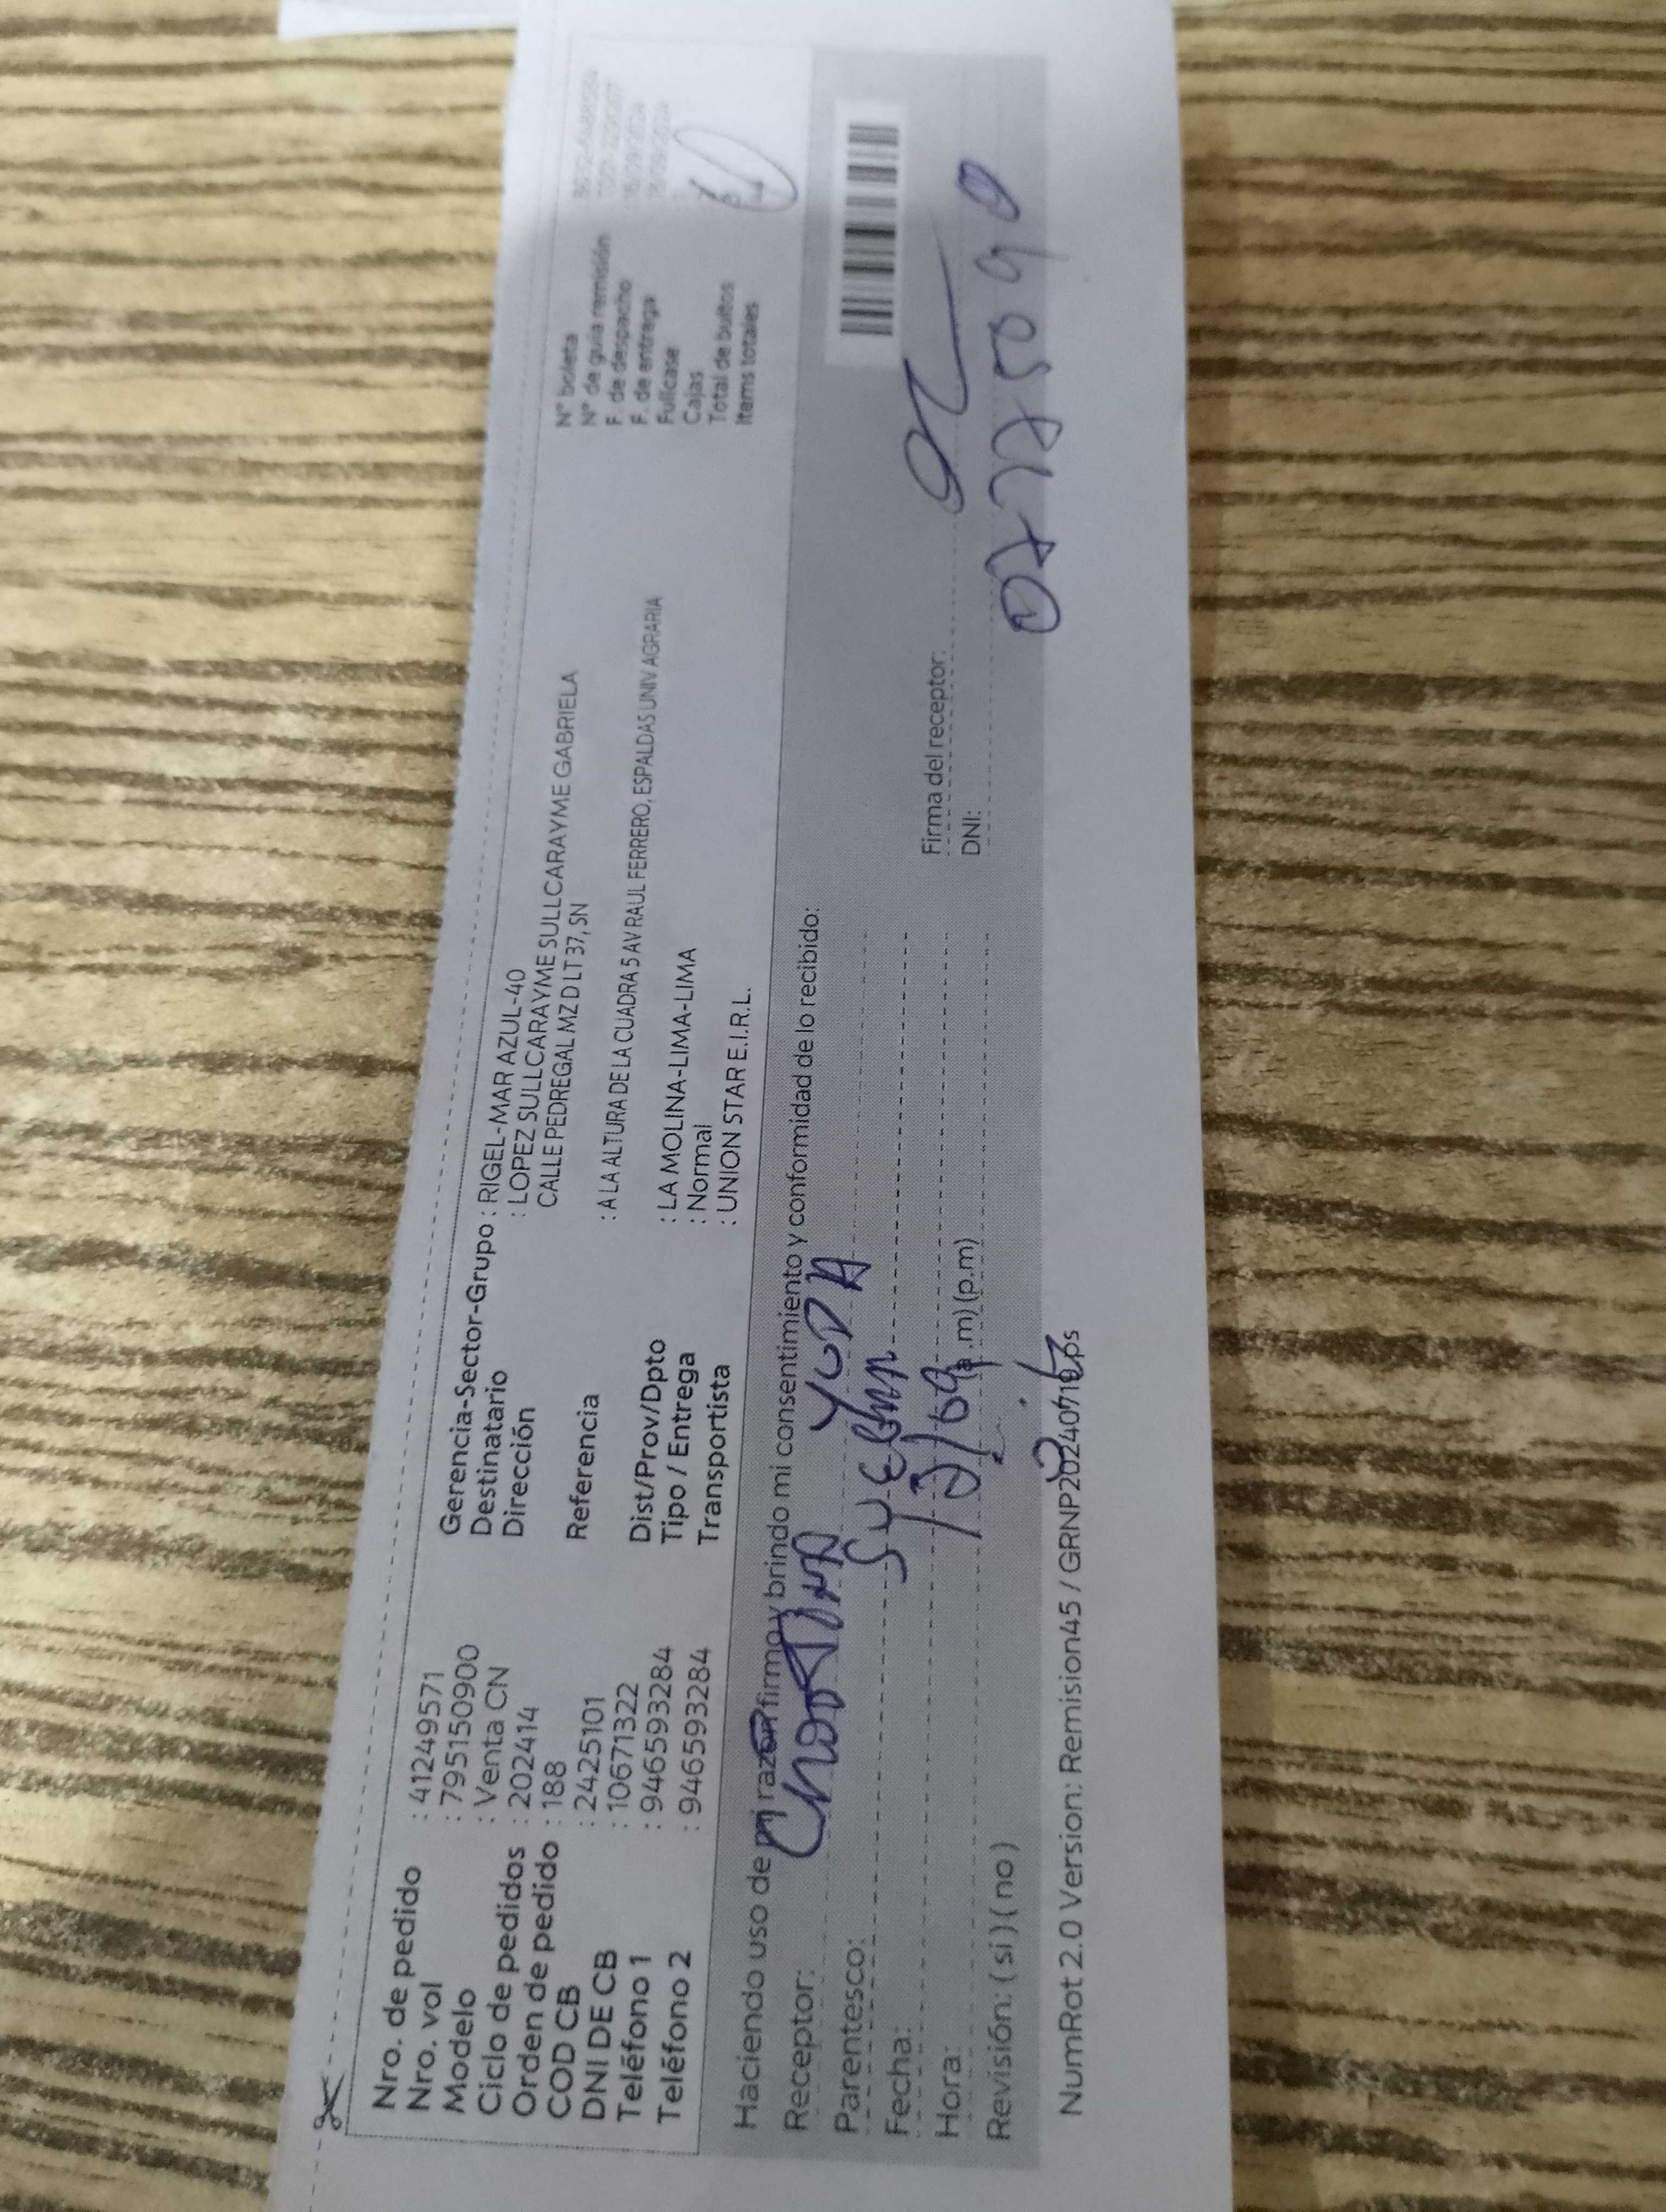 Nro. de pedido : 41249571
Nro. vol : 795150900
Modelo : Venta CN
Ciclo de pedidos : 202414
Orden de pedido : 188
COD CB : 2425101
DNI DE CB : 10671322
Teléfono 1 : 946593284
Teléfono 2 : 946593284
Gerencia-Sector-Grupo : RIGEL-MAR AZUL-40
Destinatario : LOPEZ SULLCARAYME SULLCARAYME GABRIELA
Dirección CALLE PEDREGAL MZ D LT 37, SN
Referencia : A LA ALTURA DE LA CUADRA 5 AV RAUL FERRERO, ESPALDAS UNIV AGRARIA
Dist/Prov/Dpto : LA MOLINA-LIMA-LIMA
Tipo / Entrega : Normal
Transportista : UNION STAR E.I.R.L.
N° boleta
N° de guía remisión
F. de despacho
F. de entrega
Fullcase
Cajas
Total de bultos
Items totales
Haciendo uso de mi razón firmo y brindo mi consentimiento y conformidad de lo recibido:
Receptor: YUDA
Parentesco:
Fecha:
Hora: (a.m) (p.m)
Revisión: ( si ) ( no )
Firma del receptor:
DNI:
NumRot 2.0 Version: Remision45 / GRNP20240719.ps